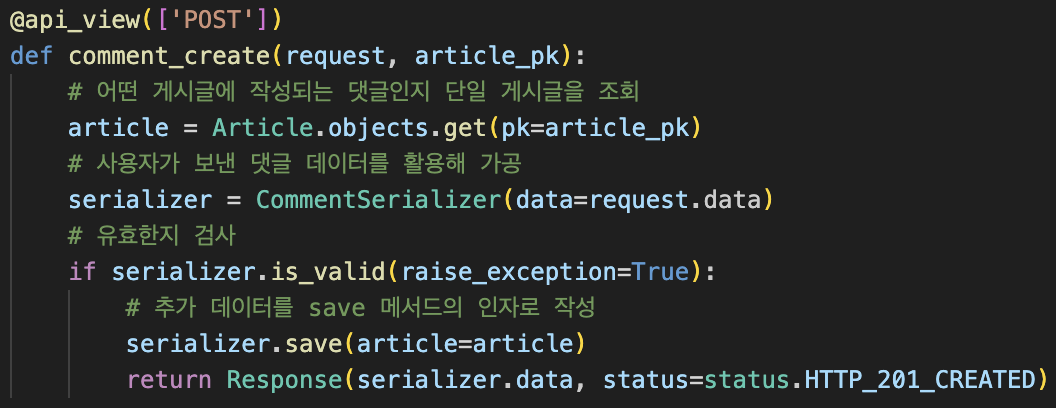 @api_view(['POST'])
def comment_create(request, article_pk):
    # 어떤 게시글에 작성되는 댓글인지 단일 게시글을 조회
    article = Article.objects.get(pk=article_pk)
    # 사용자가 보낸 댓글 데이터를 활용해 가공
    serializer = CommentSerializer(data=request.data)
    # 유효한지 검사
    if serializer.is_valid(raise_exception=True):
        # 추가 데이터를 save 메서드의 인자로 작성
        serializer.save(article=article)
        return Response(serializer.data, status=status.HTTP_201_CREATED)